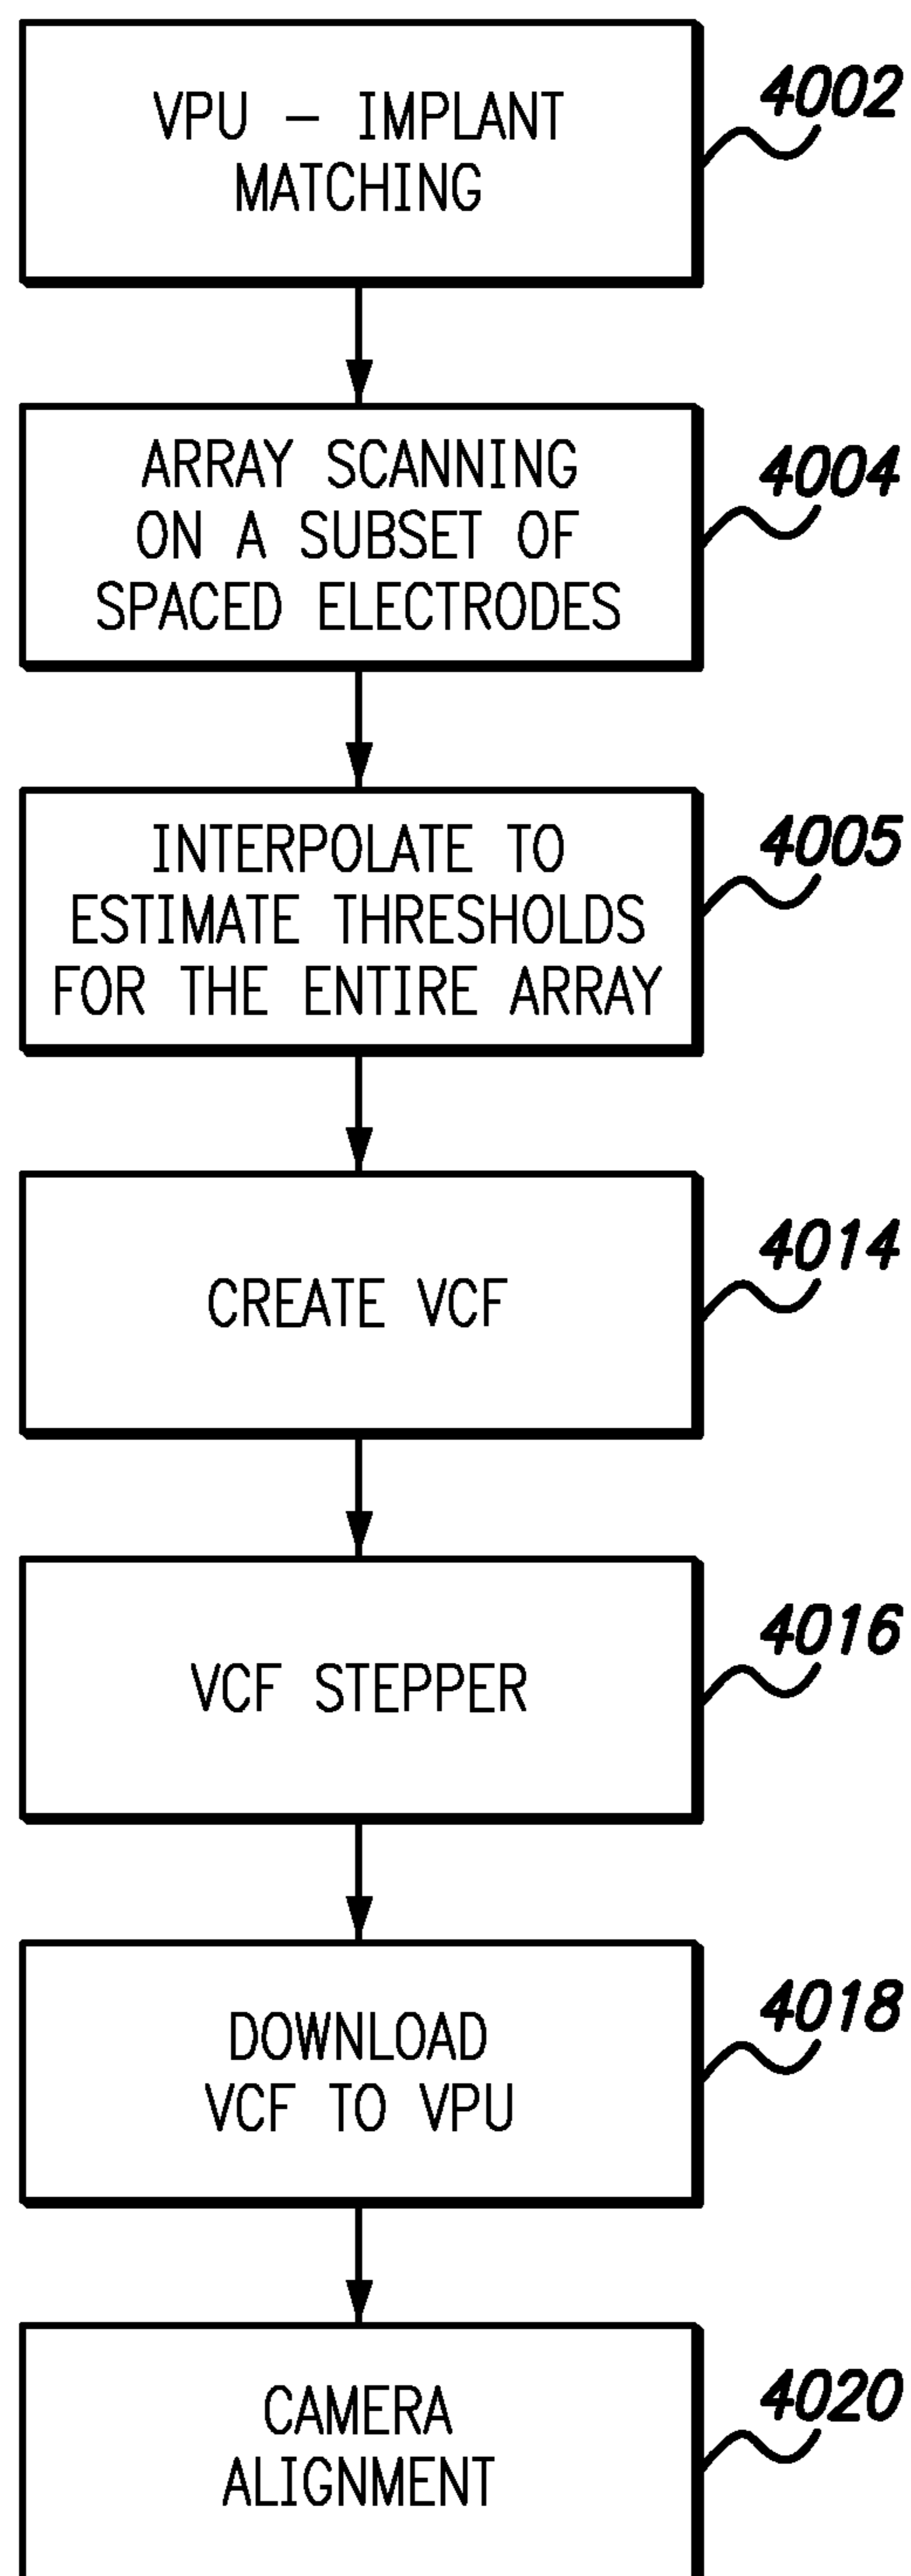 VPU - IMPLANT
MATCHING
4002
ARRAY SCANNING
ON A SUBSET OF
SPACED ELECTRODES
4004
INTERPOLATE TO
ESTIMATE THRESHOLDS
FOR THE ENTIRE ARRAY
4005
CREATE VCF
4014
VCF STEPPER
4016
DOWNLOAD
VCF TO VPU
4018
CAMERA
ALIGNMENT
4020